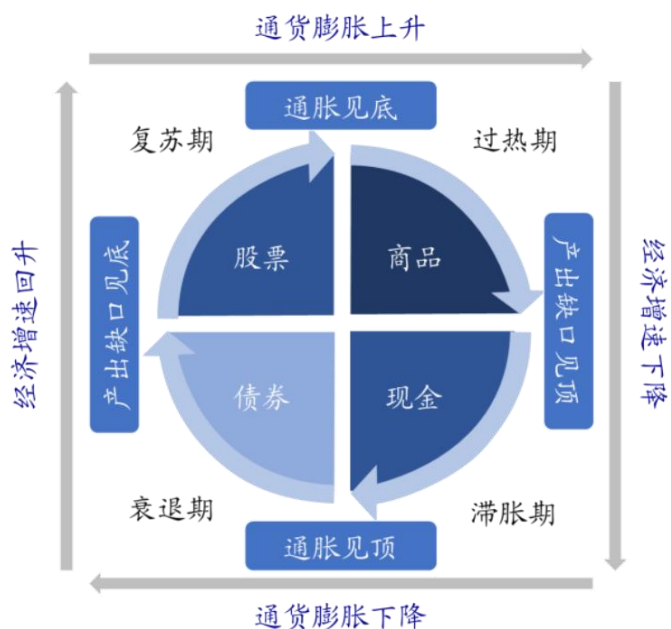 通货膨胀上升
通胀见底
复苏期
过热期
股票
商品
经济增速回升
产出缺口见底
产出缺口见顶
经济增速下降
债券
现金
衰退期
滞胀期
通胀见顶
通货膨胀下降